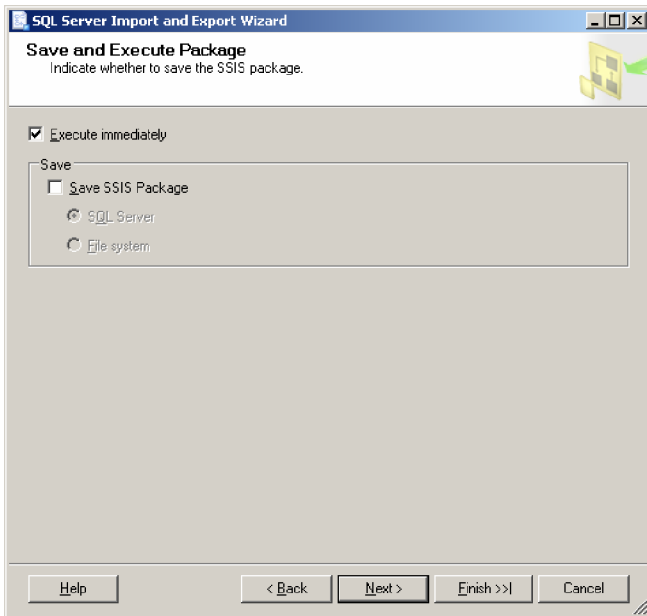 SQL Server Import and Export Wizard
Save and Execute Package
Indicate whether to save the SSIS package.
Execute immediately
Save
Save SSIS Package
SQL Server
File system
Help
< Back
Next >
Finish >>|
Cancel